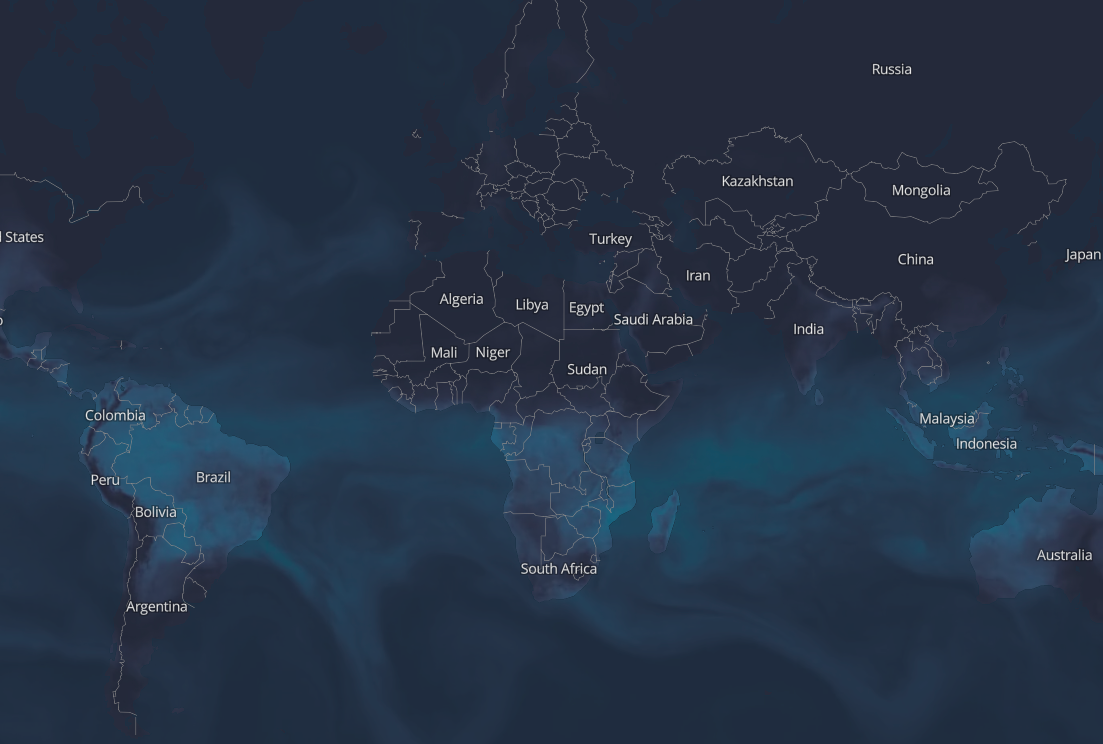 Russia
Kazakhstan
Mongolia
States
Turkey
Japan
China
Iran
Algeria
Libya
Egypt
Saudi Arabia
India
Mali
Niger
Sudan
Colombia
Malaysia
Indonesia
Peru
Brazil
Bolivia
Australia
South Africa
Argentina